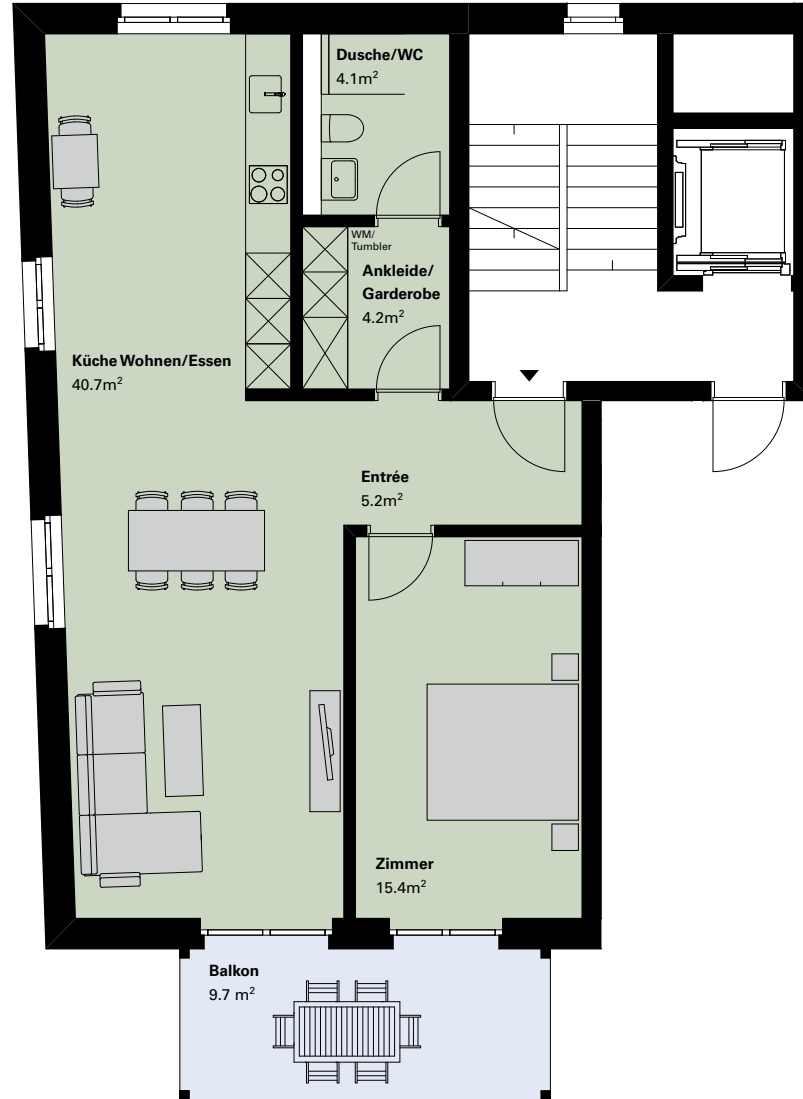 Dusche/WC
4.1m²
WM/
Tumbler
Ankleide/
Garderobe
4.2m²
Küche Wohnen/Essen
40.7m²
Entrée
5.2m²
Zimmer
15.4m²
Balkon
9.7 m²